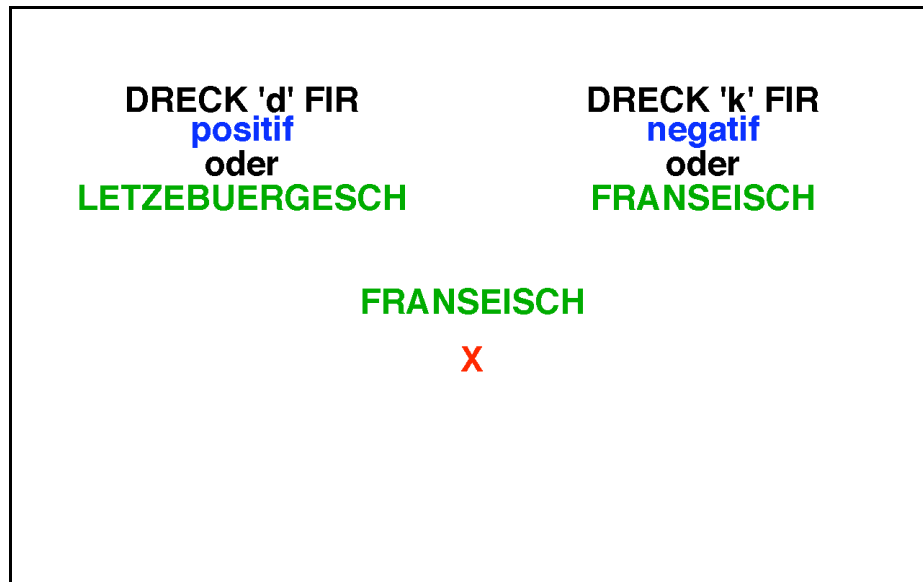 DRECK 'd' FIR
positif
oder
LETZEBUERGESCH
DRECK 'k' FIR
negatif
oder
FRANSEISCH
FRANSEISCH
X